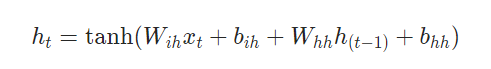 h_t = tanh(W_{ih}x_t + b_{ih} + W_{hh}h_{(t−1)} + b_{hh})